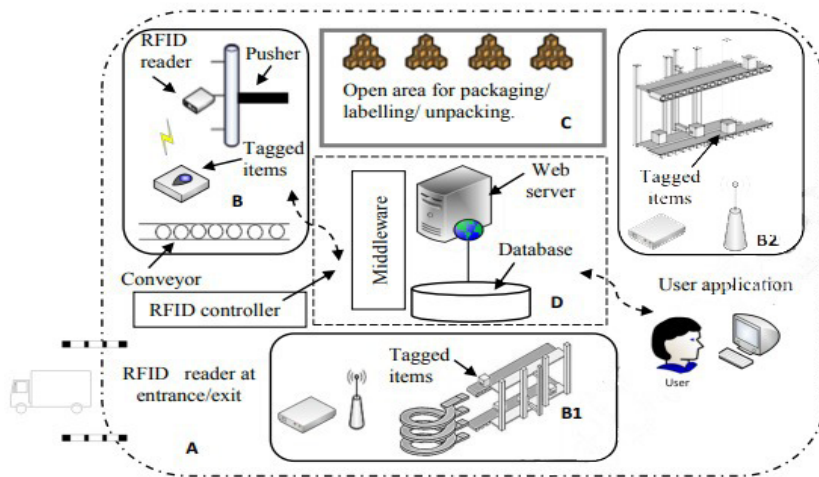 RFID
reader
Pusher
Tagged
items
B
Conveyor
RFID controller
Open area for packaging/
labelling/ unpacking.
C
Middleware
Web
server
Database
D
Tagged
items
B2
User application
User
RFID reader at
entrance/exit
A
Tagged
items
B1